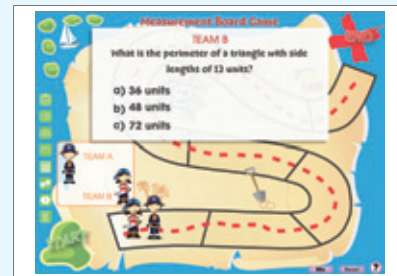 Measurement Board Game
TEAM B
What is the perimeter of a triangle with side
lengths of 12 units?
a) 36 units
b) 48 units
c) 72 units
TEAM A
TEAM B
START